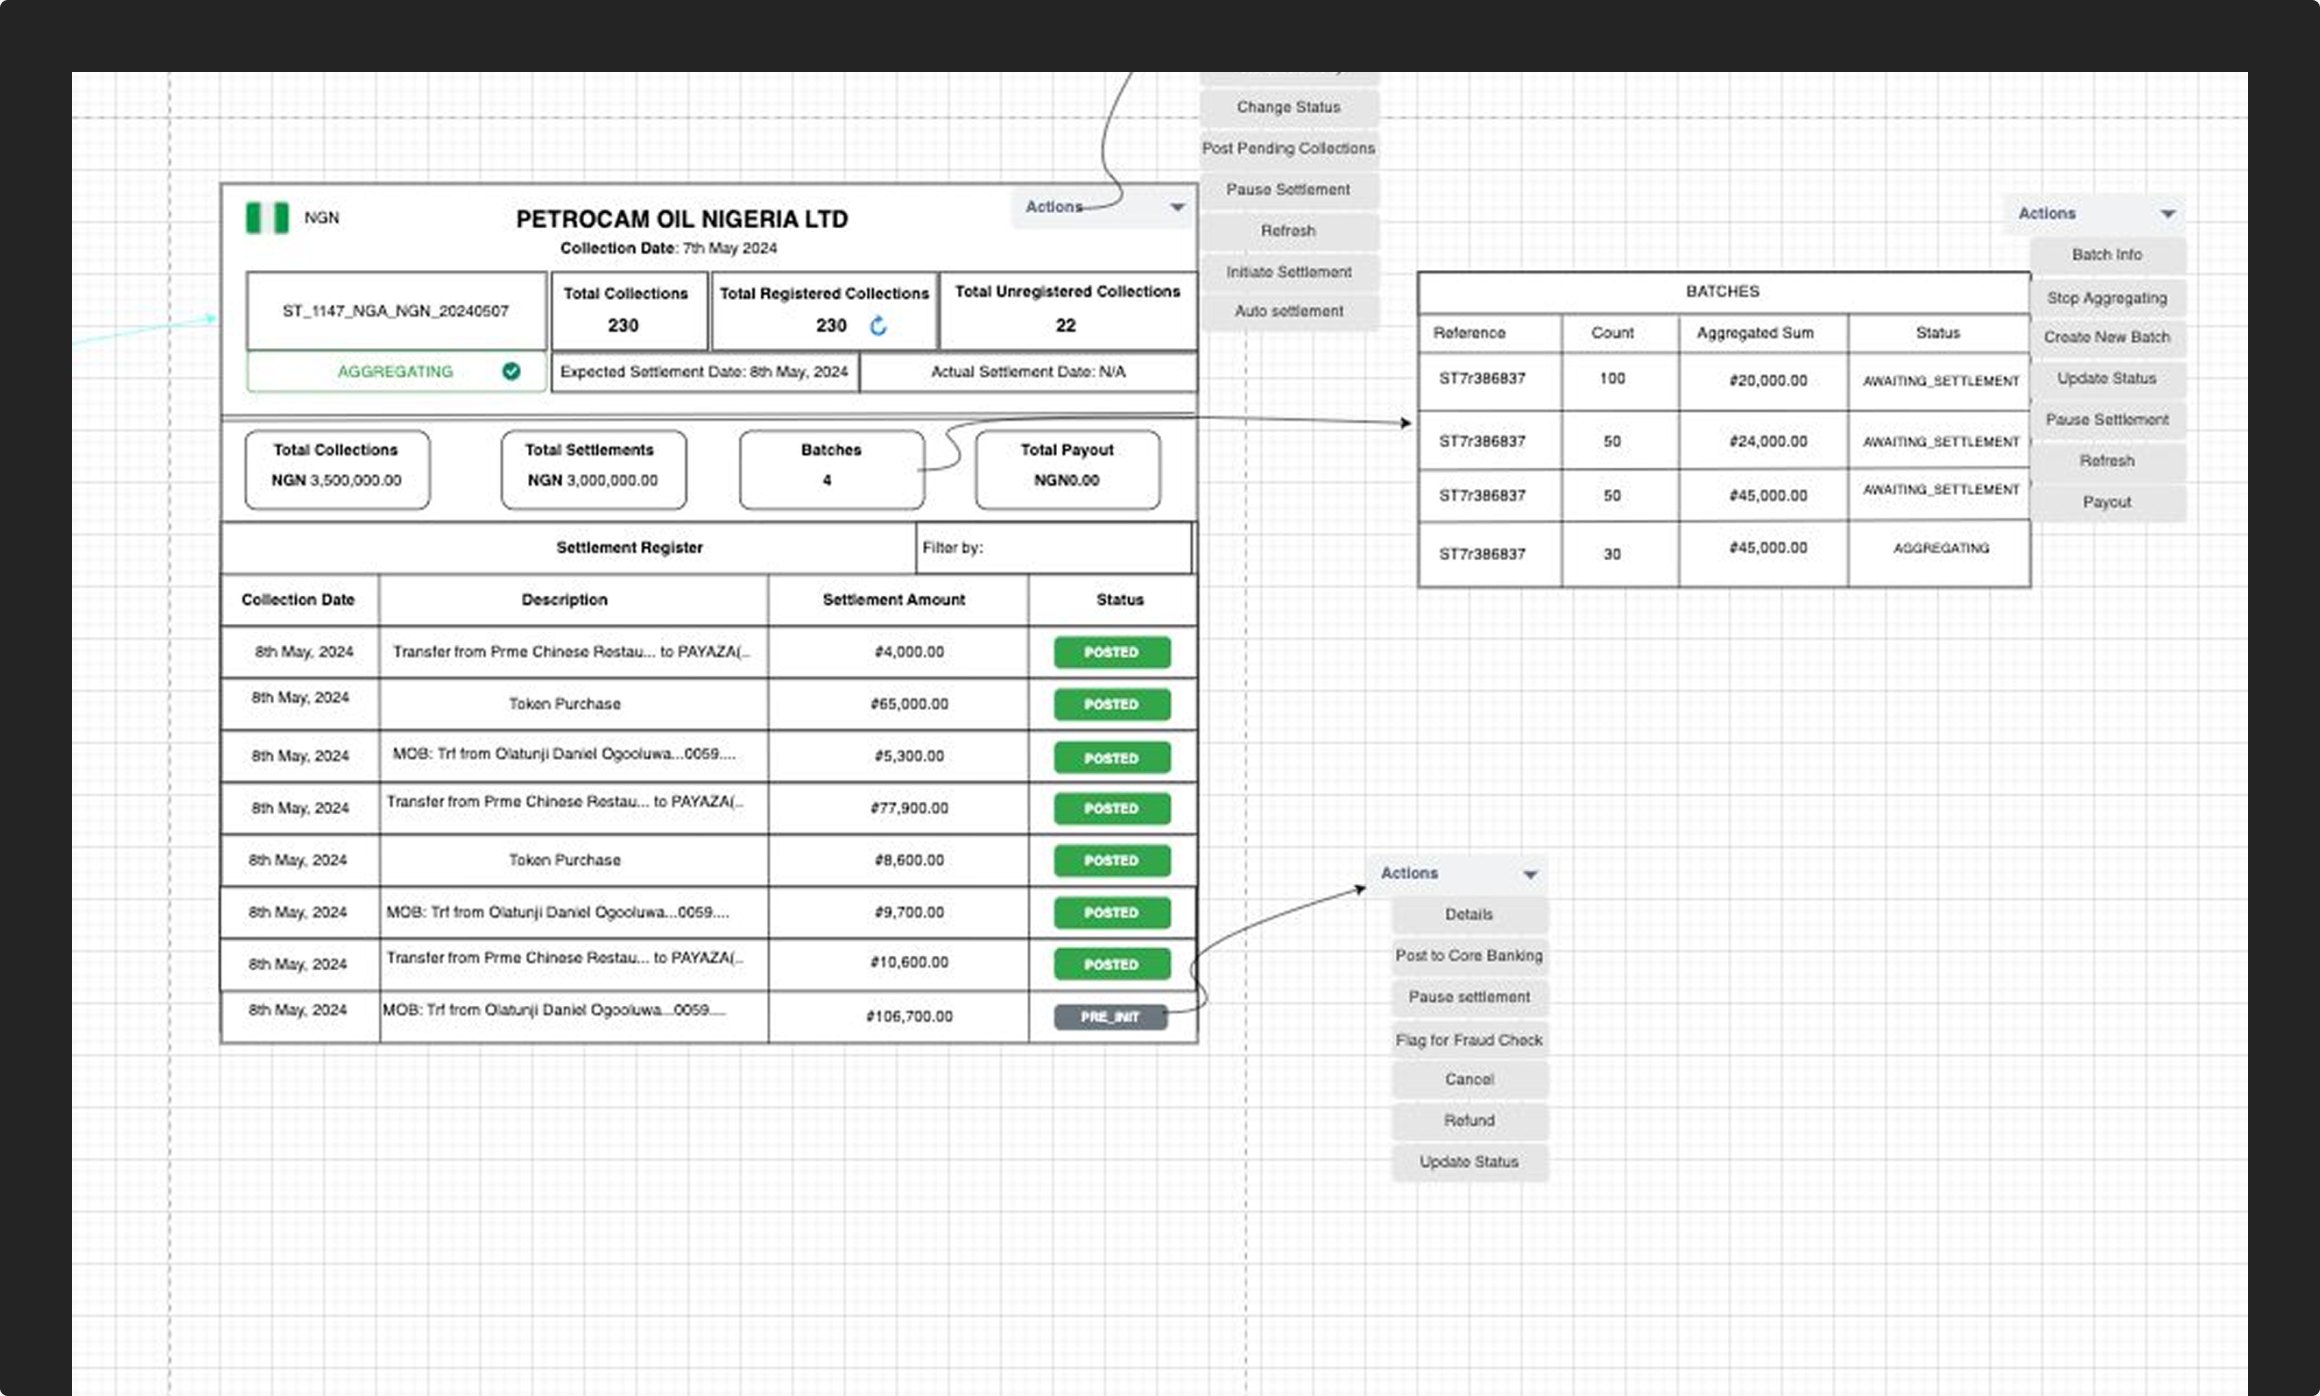 Change Status
Post Pending Collections
Pause Settlement
Refresh
Initiate Settlement
Auto settlement
NGN
PETROCAM OIL NIGERIA LTD
Actions
Collection Date: 7th May 2024
ST_1147_NGA_NGN_20240507
Total Collections
230
Total Registered Collections
230
Total Unregistered Collections
22
AGGREGATING
Expected Settlement Date: 8th May, 2024
Actual Settlement Date: N/A
Total Collections
NGN 3,500,000.00
Total Settlements
NGN 3,000,000.00
Batches
4
Total Payout
NGN0.00
Settlement Register
Filter by:
Collection Date Description Settlement Amount Status
8th May, 2024 Transfer from Prme Chinese Restau... to PAYAZA(.. #4,000.00 POSTED
8th May, 2024 Token Purchase #65,000.00 POSTED
8th May, 2024 MOB: Trf from Olatunji Daniel Ogooluwa...0059.... #5,300.00 POSTED
8th May, 2024 Transfer from Prme Chinese Restau... to PAYAZA(.. #77,900.00 POSTED
8th May, 2024 Token Purchase #8,600.00 POSTED
8th May, 2024 MOB: Trf from Olatunji Daniel Ogooluwa...0059.... #9,700.00 POSTED
8th May, 2024 Transfer from Prme Chinese Restau... to PAYAZA(.. #10,600.00 POSTED
8th May, 2024 MOB: Trf from Olatunji Daniel Ogooluwa...0059.... #106,700.00 PRE_INIT
BATCHES
Reference Count Aggregated Sum Status
ST7r386837 100 #20,000.00 AWAITING_SETTLEMENT
ST7r386837 50 #24,000.00 AWAITING_SETTLEMENT
ST7r386837 50 #45,000.00 AWAITING_SETTLEMENT
ST7r386837 30 #45,000.00 AGGREGATING
Actions
Batch Info
Stop Aggregating
Create New Batch
Update Status
Pause Settlement
Refresh
Payout
Actions
Details
Post to Core Banking
Pause settlement
Flag for Fraud Check
Cancel
Refund
Update Status